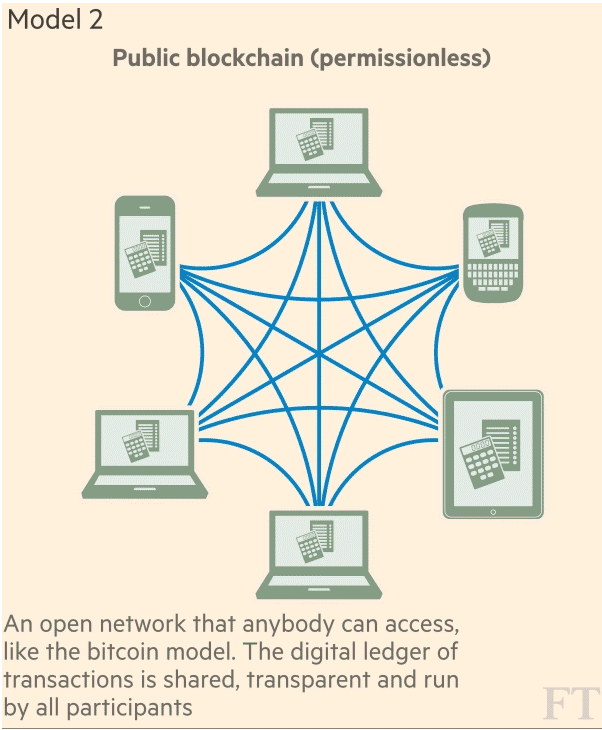 Model 2
Public blockchain (permissionless)
An open network that anybody can access,
like the bitcoin model. The digital ledger of
transactions is shared, transparent and run
by all participants
FT